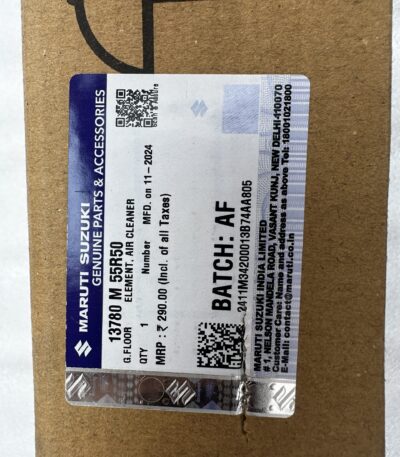 MARUTI SUZUKI
GENUINE PARTS & ACCESSORIES
13780 M 55R50
G.FLOOR ELEMENT, AIR CLEANER
QTY 1 Number MFD. on 11-2024
MRP : ₹ 290.00 (Incl. of all Taxes)
BATCH: AF
2411M34200013B74AA805
MARUTI SUZUKI INDIA LIMITED
# 1, NELSON MANDELA ROAD, VASANT KUNJ, NEW DELHI-110070
Customer Care: Name and address as above Tel: 18001021800
E-Mail: contact@maruti.co.in